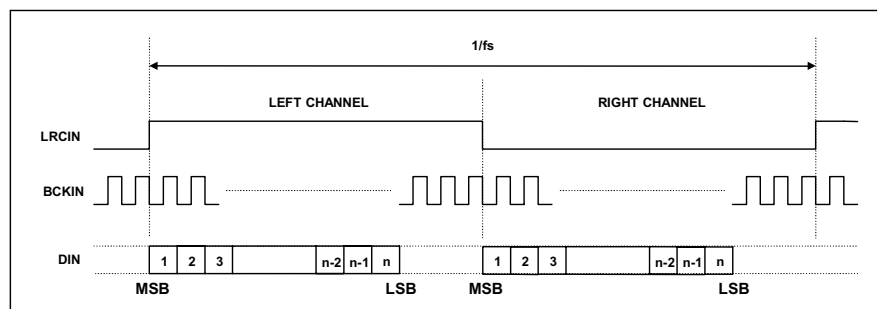 1/fs
LEFT CHANNEL RIGHT CHANNEL
LRCIN
BCKIN
DIN 1 2 3 n-2 n-1 n 1 2 3 n-2 n-1 n
MSB LSB MSB LSB